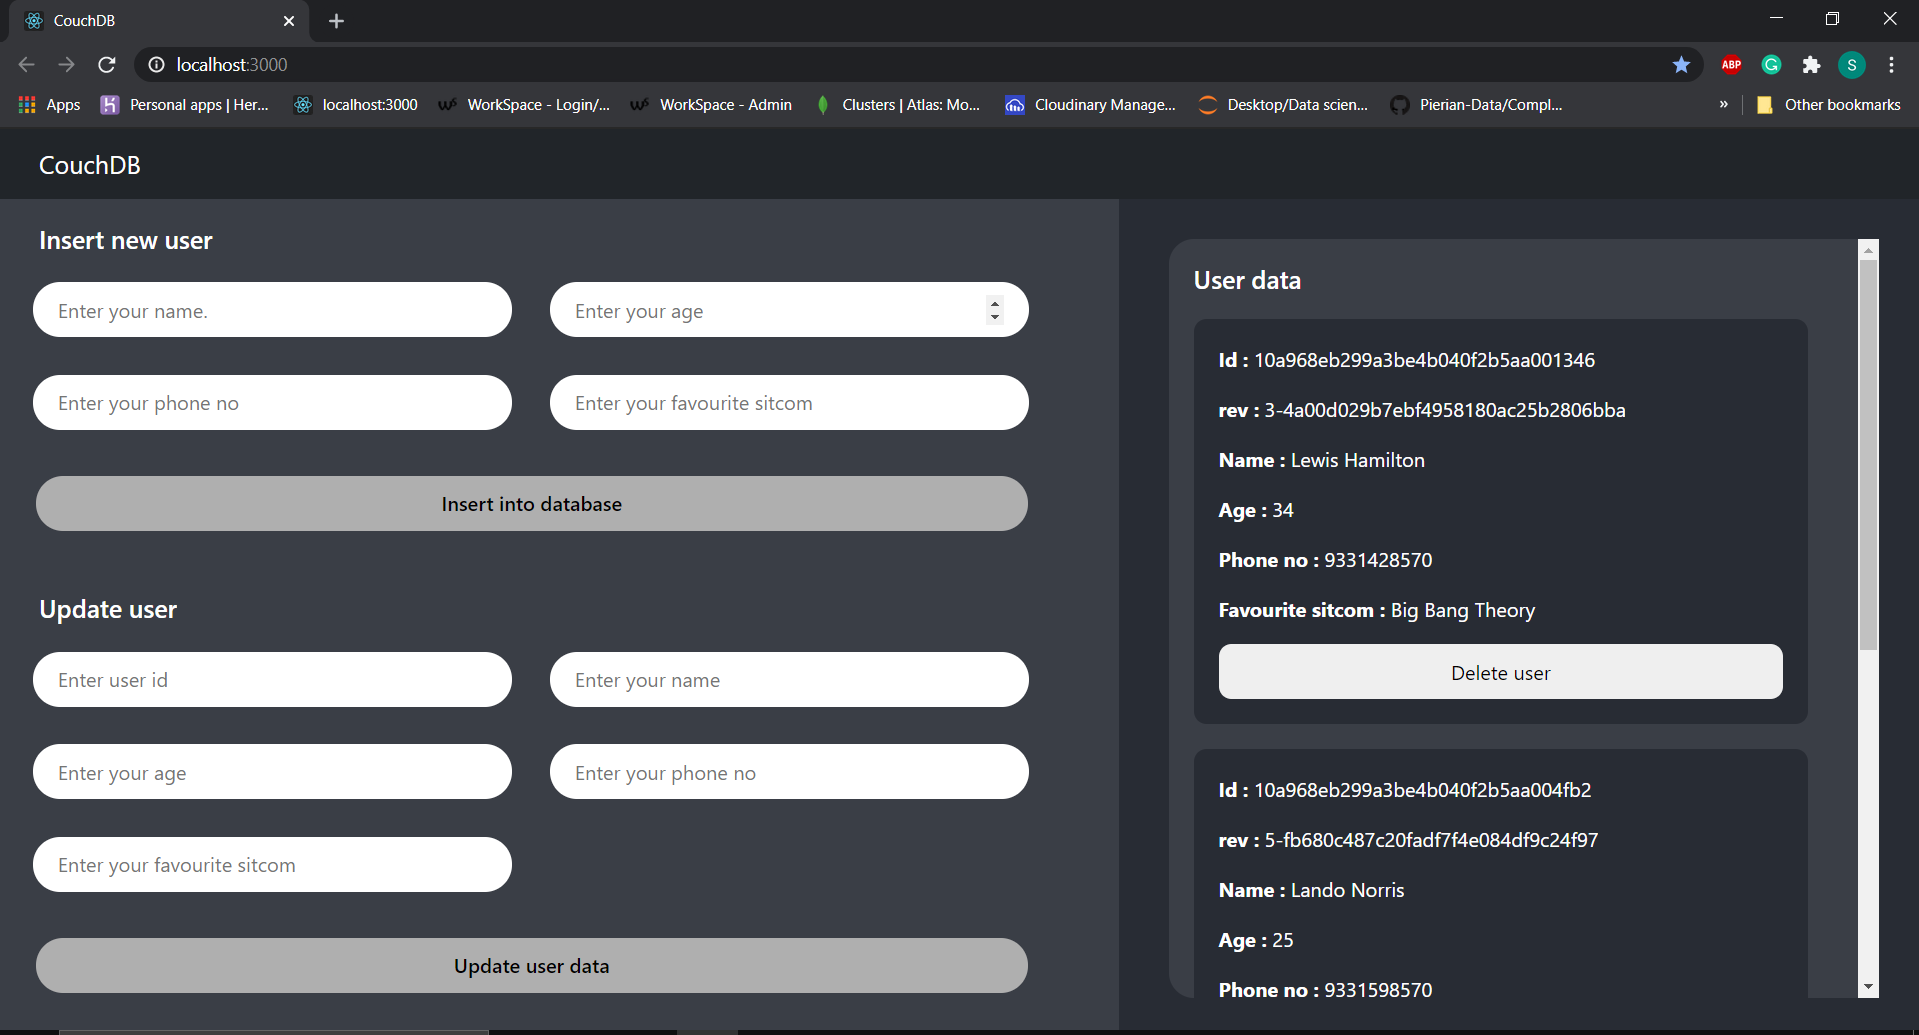 CouchDB
localhost:3000
ABP
G
S
Apps
Personal apps | Her...
localhost:3000
WorkSpace - Login/...
WorkSpace - Admin
Clusters | Atlas: Mo...
Cloudinary Manage...
Desktop/Data scien...
Pierian-Data/Compl...
»
Other bookmarks
CouchDB
Insert new user
Enter your name.
Enter your age
Enter your phone no
Enter your favourite sitcom
Insert into database
Update user
Enter user id
Enter your name
Enter your age
Enter your phone no
Enter your favourite sitcom
Update user data
User data
Id : 10a968eb299a3be4b040f2b5aa001346
rev : 3-4a00d029b7ebf4958180ac25b2806bba
Name : Lewis Hamilton
Age : 34
Phone no : 9331428570
Favourite sitcom : Big Bang Theory
Delete user
Id : 10a968eb299a3be4b040f2b5aa004fb2
rev : 5-fb680c487c20fadf7f4e084df9c24f97
Name : Lando Norris
Age : 25
Phone no : 9331598570